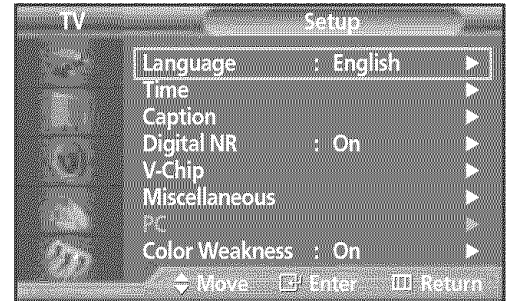 TV Setup
Language : English
Time
Caption
Digital NR : On
V-Chip
Miscellaneous
PC
Color Weakness : On
Move Enter Return